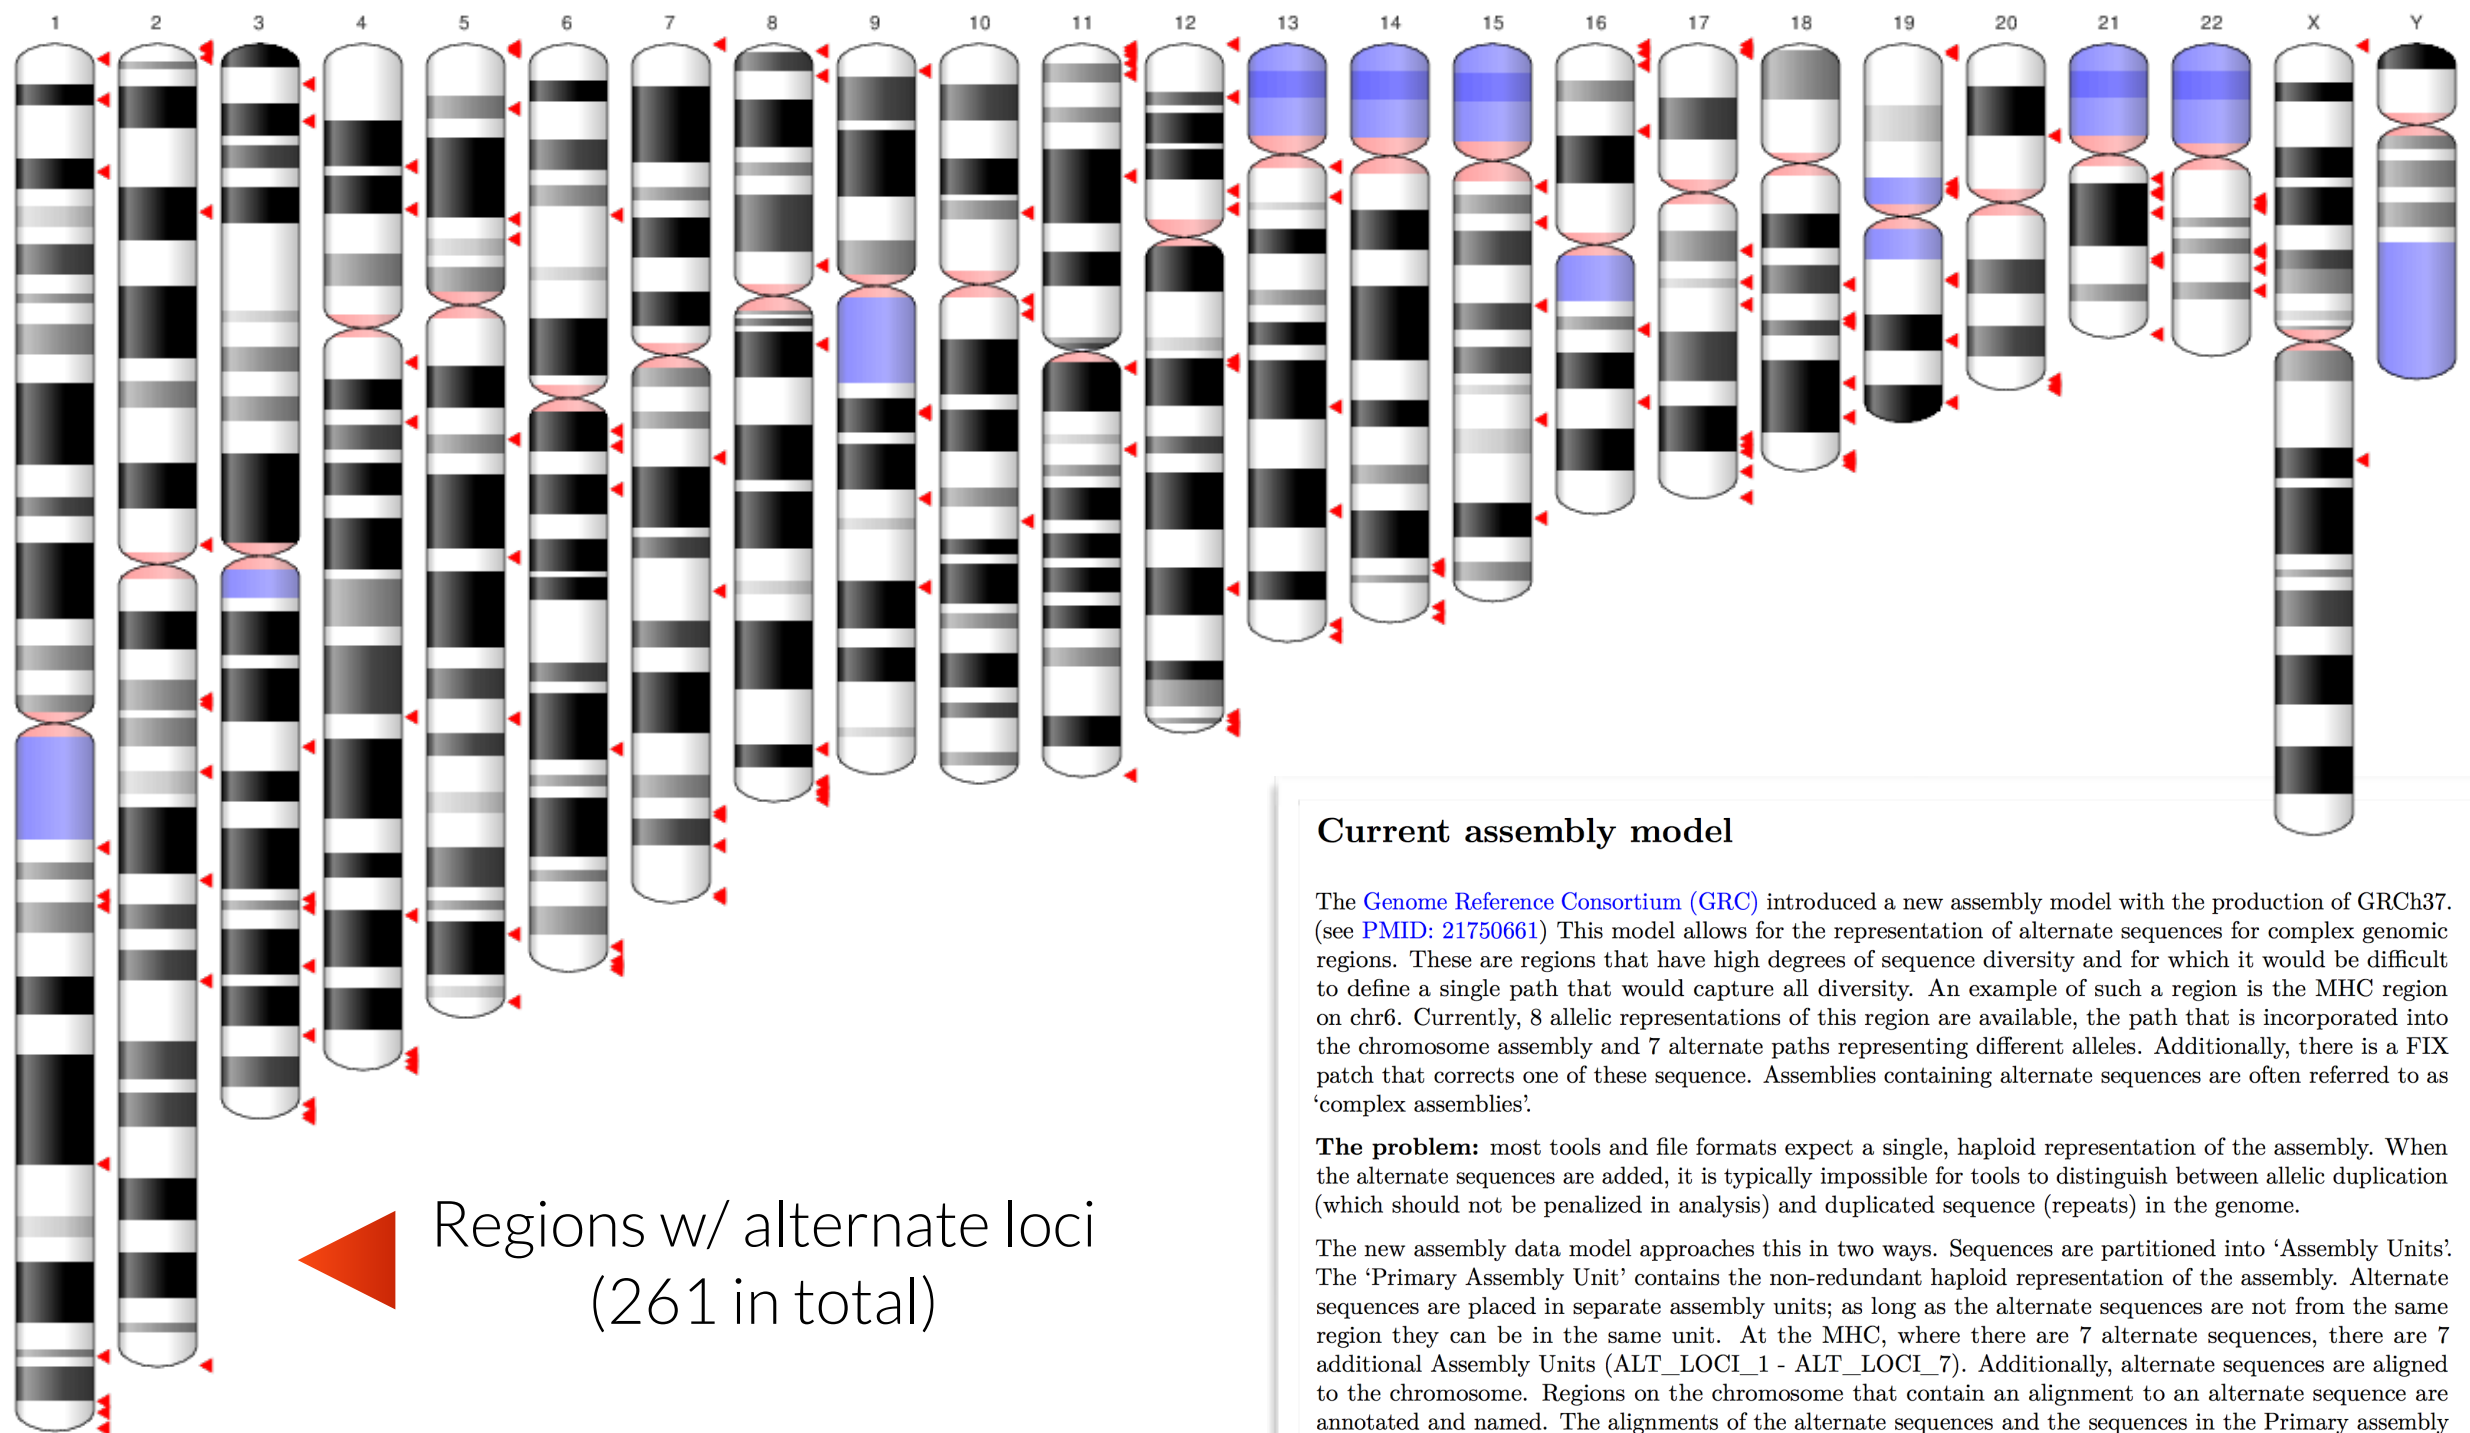 1 2 3 4 5 6 7 8 9 10 11 12 13 14 15 16 17 18 19 20 21 22 X Y
Regions w/ alternate loci
(261 in total)
Current assembly model
The Genome Reference Consortium (GRC) introduced a new assembly model with the production of GRCh37.
(see PMID: 21750661) This model allows for the representation of alternate sequences for complex genomic
regions. These are regions that have high degrees of sequence diversity and for which it would be difficult
to define a single path that would capture all diversity. An example of such a region is the MHC region
on chr6. Currently, 8 allelic representations of this region are available, the path that is incorporated into
the chromosome assembly and 7 alternate paths representing different alleles. Additionally, there is a FIX
patch that corrects one of these sequence. Assemblies containing alternate sequences are often referred to as
‘complex assemblies’.
The problem: most tools and file formats expect a single, haploid representation of the assembly. When
the alternate sequences are added, it is typically impossible for tools to distinguish between allelic duplication
(which should not be penalized in analysis) and duplicated sequence (repeats) in the genome.
The new assembly data model approaches this in two ways. Sequences are partitioned into ‘Assembly Units’.
The ‘Primary Assembly Unit’ contains the non-redundant haploid representation of the assembly. Alternate
sequences are placed in separate assembly units; as long as the alternate sequences are not from the same
region they can be in the same unit. At the MHC, where there are 7 alternate sequences, there are 7
additional Assembly Units (ALT_LOCI_1 - ALT_LOCI_7). Additionally, alternate sequences are aligned
to the chromosome. Regions on the chromosome that contain an alignment to an alternate sequence are
annotated and named. The alignments of the alternate sequences and the sequences in the Primary assembly